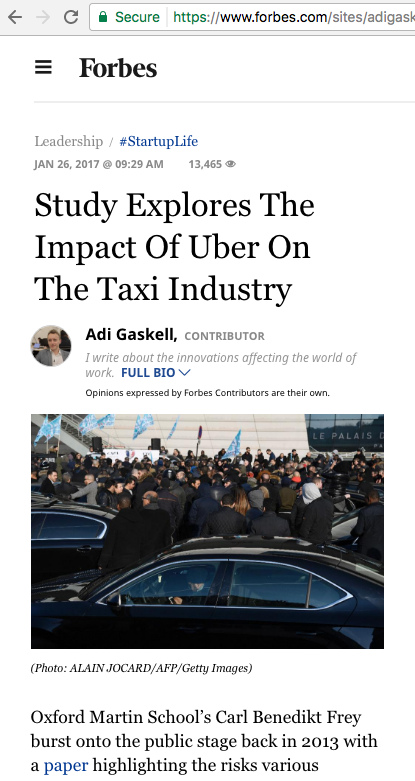 Secure https://www.forbes.com/sites/adigask
Forbes
Leadership / #StartupLife
JAN 26, 2017 @ 09:29 AM 13,465
Study Explores The
Impact Of Uber On
The Taxi Industry
Adi Gaskell, CONTRIBUTOR
I write about the innovations affecting the world of
work. FULL BIO
Opinions expressed by Forbes Contributors are their own.
LE PALAIS D
(Photo: ALAIN JOCARD/AFP/Getty Images)
Oxford Martin School’s Carl Benedikt Frey
burst onto the public stage back in 2013 with
a paper highlighting the risks various